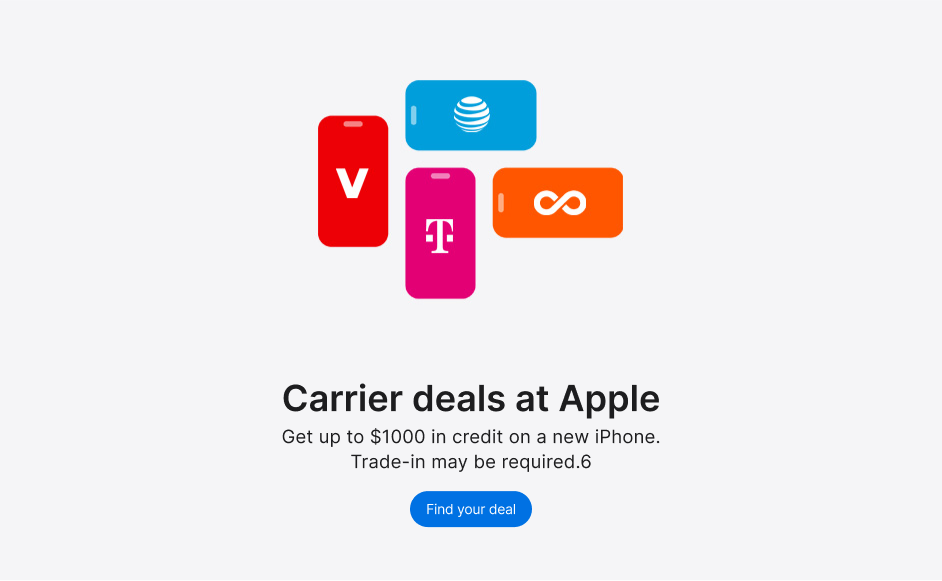 V
T
Carrier deals at Apple
Get up to $1000 in credit on a new iPhone.
Trade-in may be required.6
Find your deal